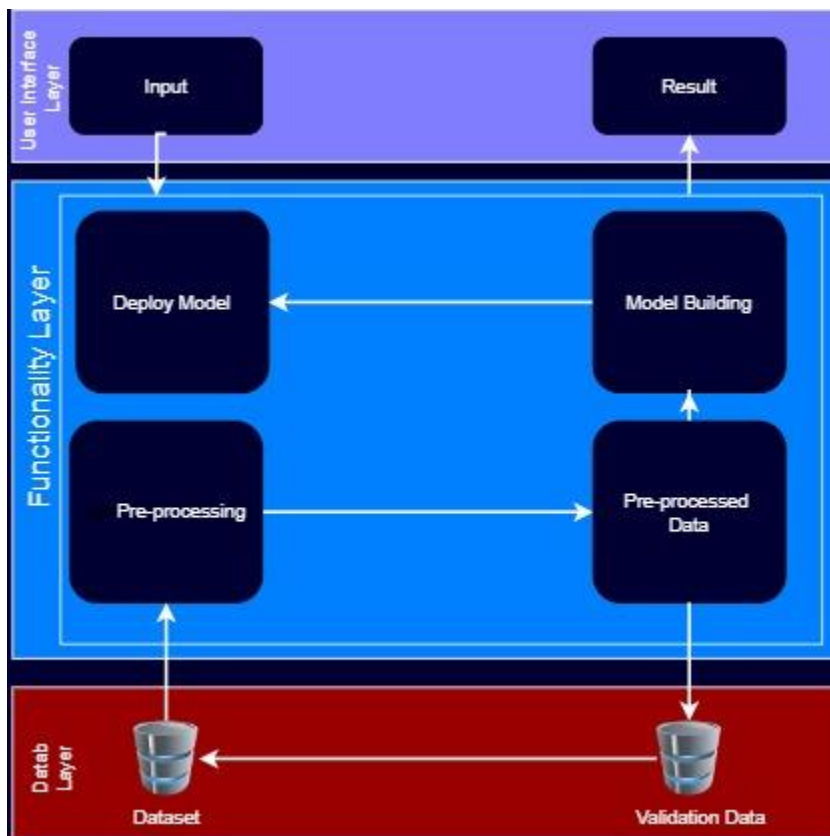 User Interface
Layer
Input
Result
Functionality Layer
Deploy Model
Model Building
Pre-processing
Pre-processed
Data
Datab
Layer
Dataset
Validation Data